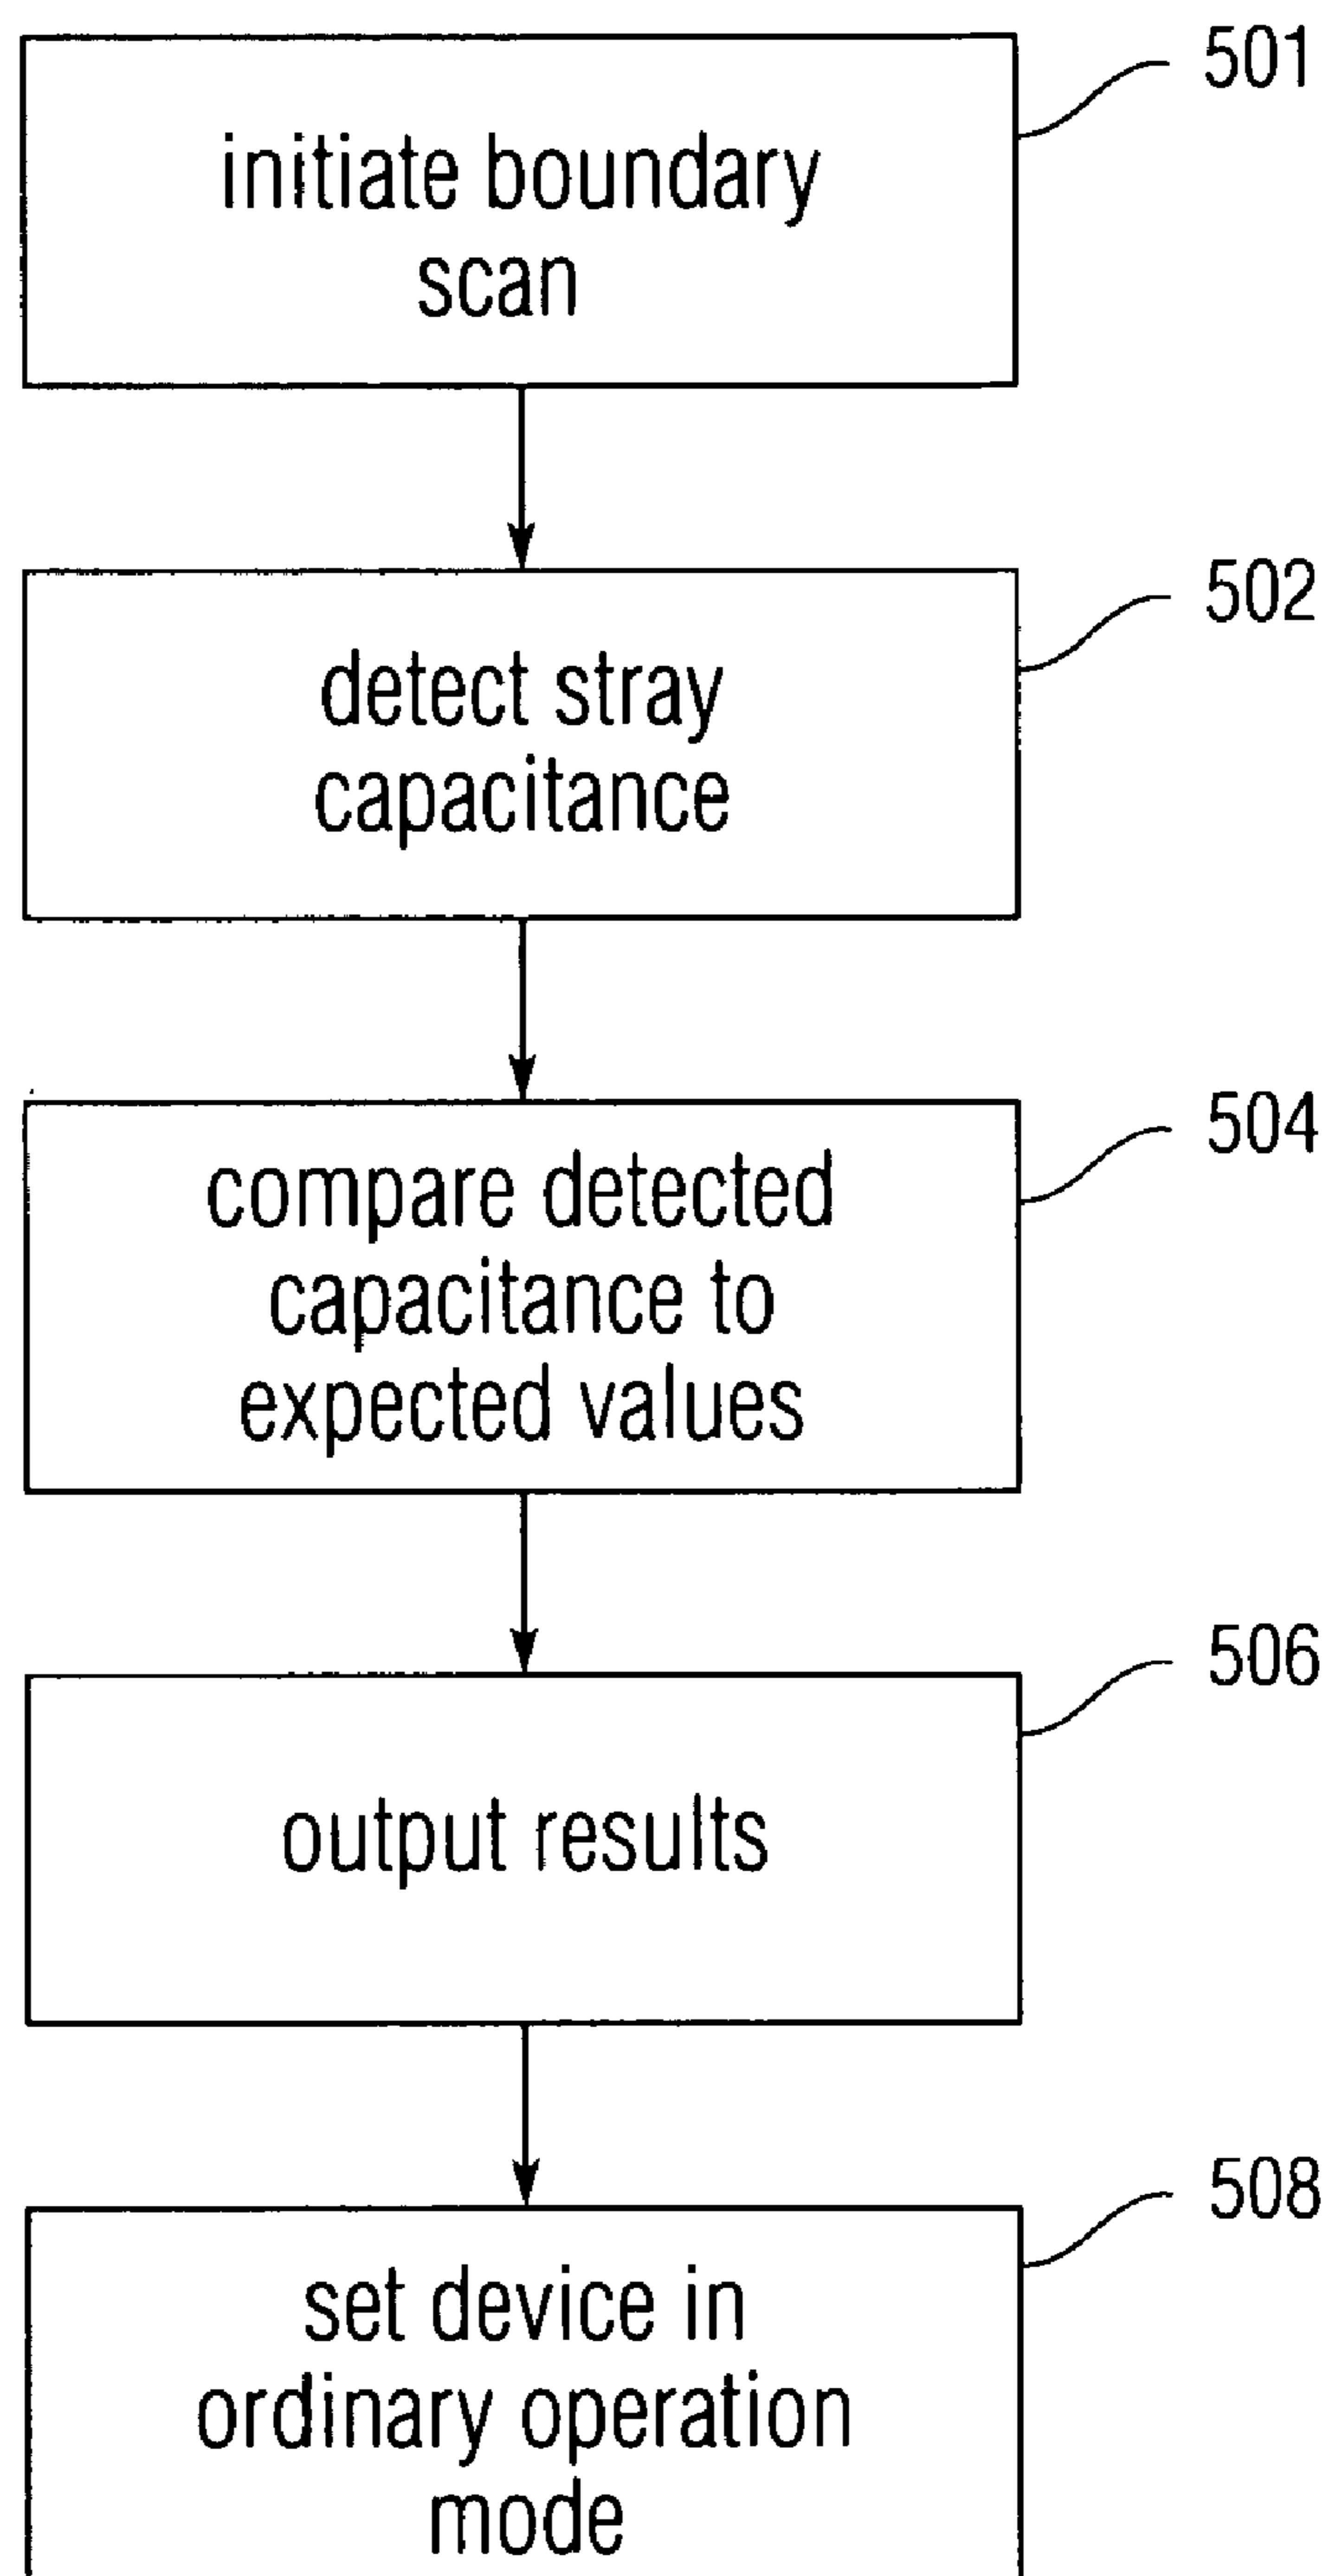 501
initiate boundary
scan
502
detect stray
capacitance
504
compare detected
capacitance to
expected values
506
output results
508
set device in
ordinary operation
mode